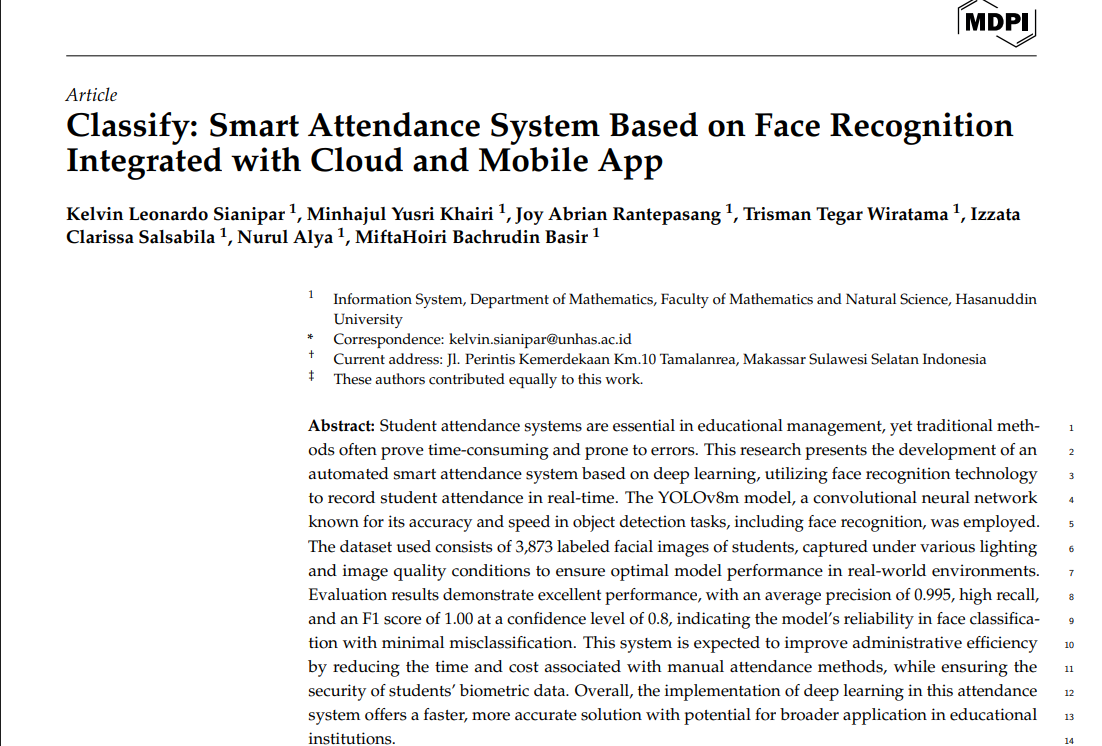 MDPI
Article
Classify: Smart Attendance System Based on Face Recognition
Integrated with Cloud and Mobile App
Kelvin Leonardo Sianipar 1, Minhajul Yusri Khairi 1, Joy Abrian Rantepasang 1, Trisman Tegar Wiratama 1, Izzata
Clarissa Salsabila 1, Nurul Alya 1, MiftaHoiri Bachrudin Basir 1
1 Information System, Department of Mathematics, Faculty of Mathematics and Natural Science, Hasanuddin
University
* Correspondence: kelvin.sianipar@unhas.ac.id
† Current address: Jl. Perintis Kemerdekaan Km.10 Tamalanrea, Makassar Sulawesi Selatan Indonesia
‡ These authors contributed equally to this work.
Abstract: Student attendance systems are essential in educational management, yet traditional meth- 1
ods often prove time-consuming and prone to errors. This research presents the development of an 2
automated smart attendance system based on deep learning, utilizing face recognition technology 3
to record student attendance in real-time. The YOLOv8m model, a convolutional neural network 4
known for its accuracy and speed in object detection tasks, including face recognition, was employed. 5
The dataset used consists of 3,873 labeled facial images of students, captured under various lighting 6
and image quality conditions to ensure optimal model performance in real-world environments. 7
Evaluation results demonstrate excellent performance, with an average precision of 0.995, high recall, 8
and an F1 score of 1.00 at a confidence level of 0.8, indicating the model's reliability in face classifica- 9
tion with minimal misclassification. This system is expected to improve administrative efficiency 10
by reducing the time and cost associated with manual attendance methods, while ensuring the 11
security of students' biometric data. Overall, the implementation of deep learning in this attendance 12
system offers a faster, more accurate solution with potential for broader application in educational 13
institutions. 14